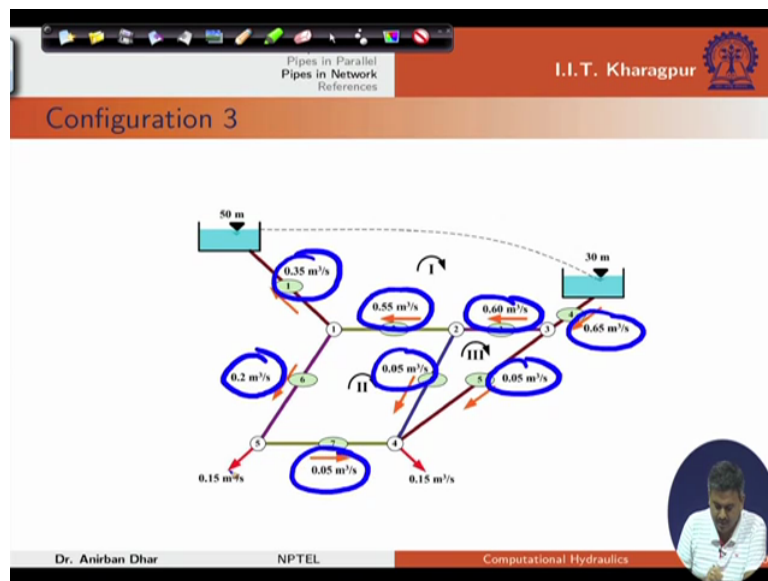 Pipes in Parallel
Pipes in Network
References
I.I.T. Kharagpur
Configuration 3
50 m
30 m
I
0.35 m³/s
1
0.55 m³/s
0.60 m³/s
4
0.65 m³/s
1
2
3
III
0.2 m³/s
6
II
0.05 m³/s
5
0.05 m³/s
5
7
4
0.15 m³/s
0.05 m³/s
0.15 m³/s
Dr. Anirban Dhar
NPTEL
Computational Hydraulics